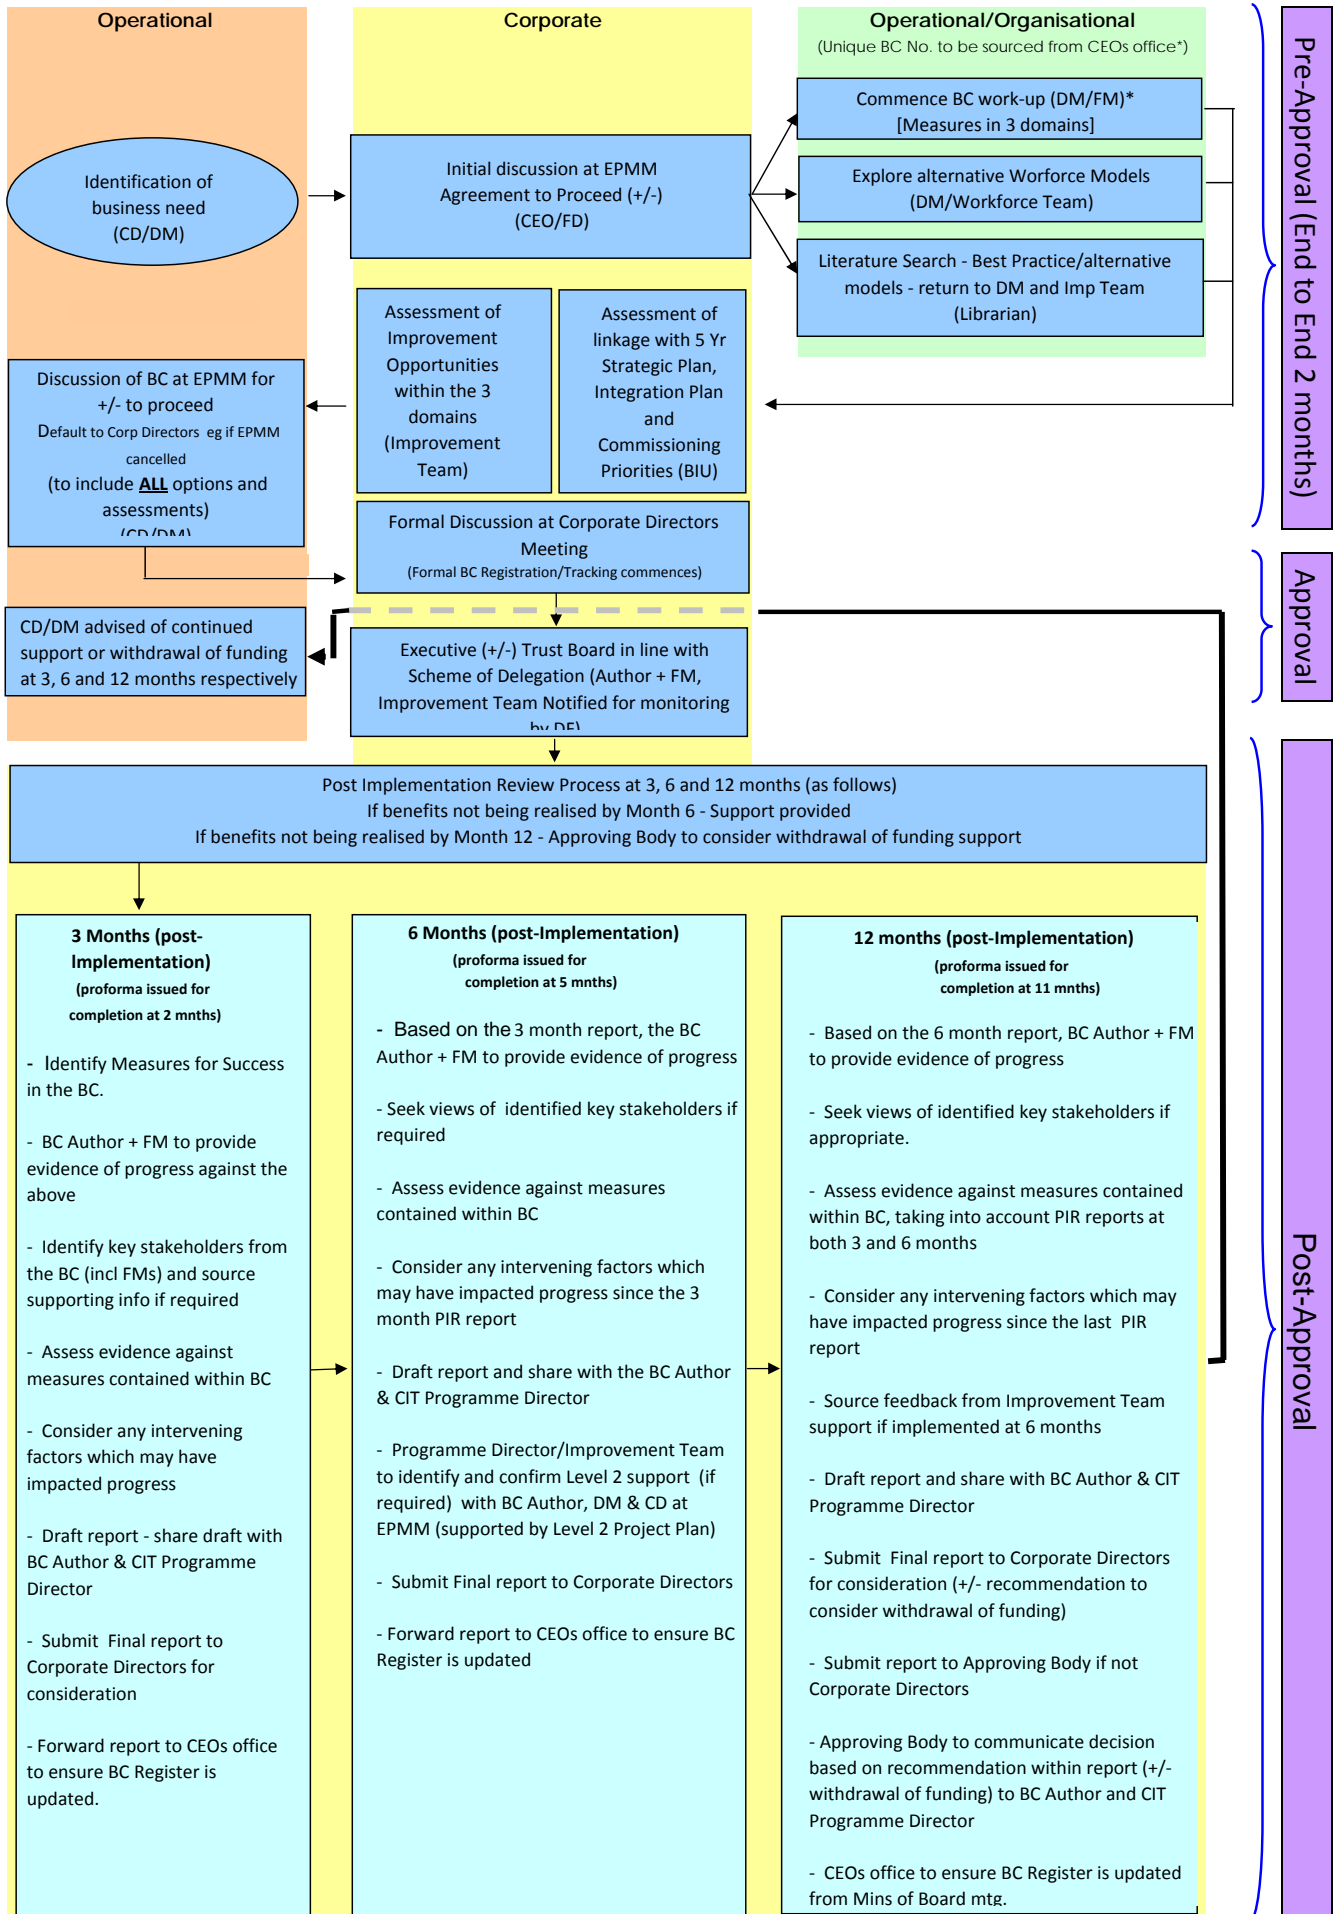 Operational
Corporate
Operational/Organisational
(Unique BC No. to be sourced from CEOs office*)
Pre-Approval (End to End 2 months)
Identification of
business need
(CD/DM)
Initial discussion at EPMM
Agreement to Proceed (+/-)
(CEO/FD)
Commence BC work-up (DM/FM)*
[Measures in 3 domains]
Explore alternative Worforce Models
(DM/Workforce Team)
Literature Search - Best Practice/alternative
models - return to DM and Imp Team
(Librarian)
Assessment of
Improvement
Opportunities
within the 3
domains
(Improvement
Team)
Assessment of
linkage with 5 Yr
Strategic Plan,
Integration Plan
and
Commissioning
Priorities (BIU)
Discussion of BC at EPMM for
+/- to proceed
Default to Corp Directors eg if EPMM
cancelled
(to include ALL options and
assessments)
(CD/DM)
Formal Discussion at Corporate Directors
Meeting
(Formal BC Registration/Tracking commences)
Approval
CD/DM advised of continued
support or withdrawal of funding
at 3, 6 and 12 months respectively
Executive (+/-) Trust Board in line with
Scheme of Delegation (Author + FM,
Improvement Team Notified for monitoring
by DF)
Post Implementation Review Process at 3, 6 and 12 months (as follows)
If benefits not being realised by Month 6 - Support provided
If benefits not being realised by Month 12 - Approving Body to consider withdrawal of funding support
Post-Approval
3 Months (post-
Implementation)
(proforma issued for
completion at 2 mnths)
- Identify Measures for Success
in the BC.
- BC Author + FM to provide
evidence of progress against the
above
- Identify key stakeholders from
the BC (incl FMs) and source
supporting info if required
- Assess evidence against
measures contained within BC
- Consider any intervening
factors which may have
impacted progress
- Draft report - share draft with
BC Author & CIT Programme
Director
- Submit Final report to
Corporate Directors for
consideration
- Forward report to CEOs office
to ensure BC Register is
updated.
6 Months (post-Implementation)
(proforma issued for
completion at 5 mnths)
- Based on the 3 month report, the BC
Author + FM to provide evidence of progress
- Seek views of identified key stakeholders if
required
- Assess evidence against measures
contained within BC
- Consider any intervening factors which
may have impacted progress since the 3
month PIR report
- Draft report and share with the BC Author
& CIT Programme Director
- Programme Director/Improvement Team
to identify and confirm Level 2 support (if
required) with BC Author, DM & CD at
EPMM (supported by Level 2 Project Plan)
- Submit Final report to Corporate Directors
- Forward report to CEOs office to ensure BC
Register is updated
12 months (post-Implementation)
(proforma issued for
completion at 11 mnths)
- Based on the 6 month report, BC Author + FM
to provide evidence of progress
- Seek views of identified key stakeholders if
appropriate.
- Assess evidence against measures contained
within BC, taking into account PIR reports at
both 3 and 6 months
- Consider any intervening factors which may
have impacted progress since the last PIR
report
- Source feedback from Improvement Team
support if implemented at 6 months
- Draft report and share with BC Author & CIT
Programme Director
- Submit Final report to Corporate Directors
for consideration (+/- recommendation to
consider withdrawal of funding)
- Submit report to Approving Body if not
Corporate Directors
- Approving Body to communicate decision
based on recommendation within report (+/-
withdrawal of funding) to BC Author and CIT
Programme Director
- CEOs office to ensure BC Register is updated
from Mins of Board mtg.